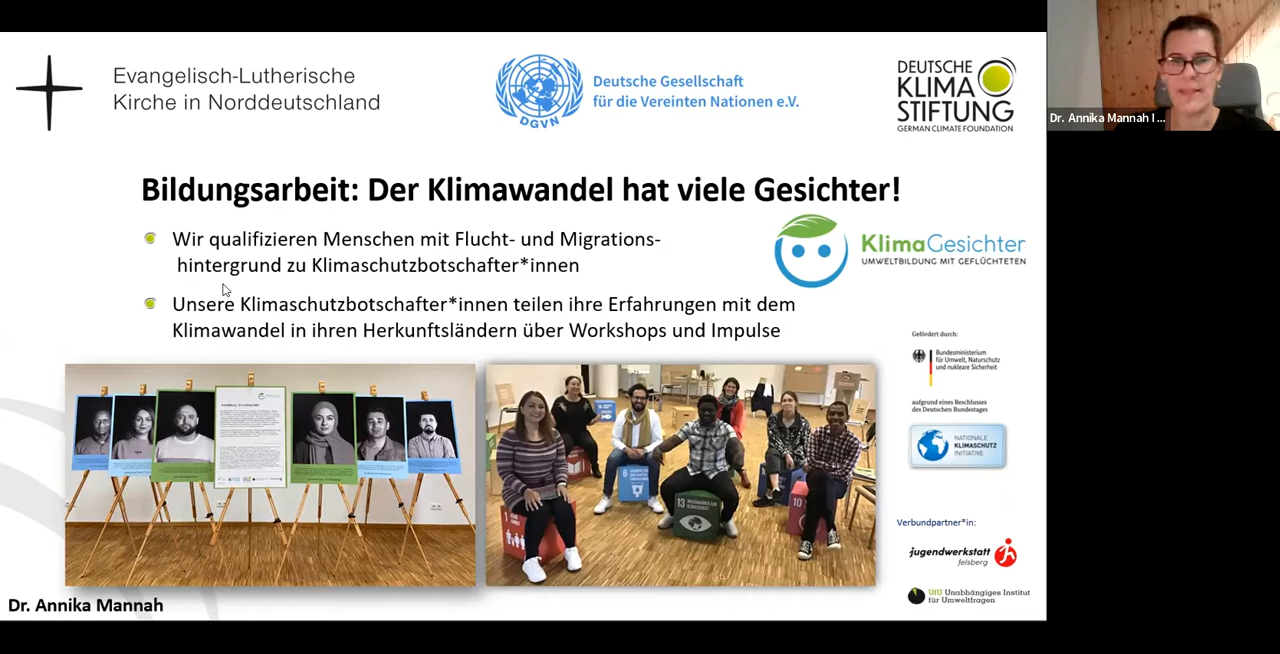 Evangelisch-Lutherische
Kirche in Norddeutschland
DGVN
Deutsche Gesellschaft
für die Vereinten Nationen e.V.
DEUTSCHE
KLIMA
STIFTUNG
GERMAN CLIMATE FOUNDATION
Dr. Annika Mannah I ...
Bildungsarbeit: Der Klimawandel hat viele Gesichter!
Wir qualifizieren Menschen mit Flucht- und Migrations-
hintergrund zu Klimaschutzbotschafter*innen
KlimaGesichter
UMWELTBILDUNG MIT GEFLÜCHTETEN
Unsere Klimaschutzbotschafter*innen teilen ihre Erfahrungen mit dem
Klimawandel in ihren Herkunftsländern über Workshops und Impulse
Gefördert durch:
Bundesministerium
für Umwelt, Naturschutz
und nukleare Sicherheit
aufgrund eines Beschlusses
des Deutschen Bundestages
NATIONALE
KLIMASCHUTZ
INITIATIVE
1
6
13
10
Verbundpartner*in:
jugendwerkstatt
felsberg
UfU Unabhängiges Institut
für Umweltfragen
Dr. Annika Mannah